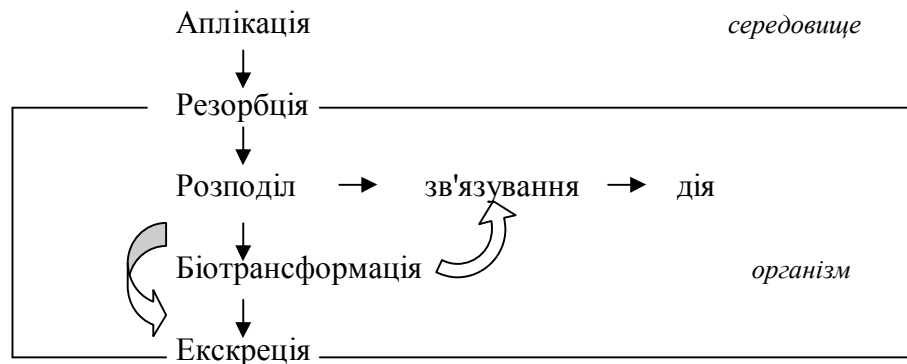 Аплікація середовище
Резорбція
Розподіл зв'язування дія
Біотрансформація організм
Екскреція